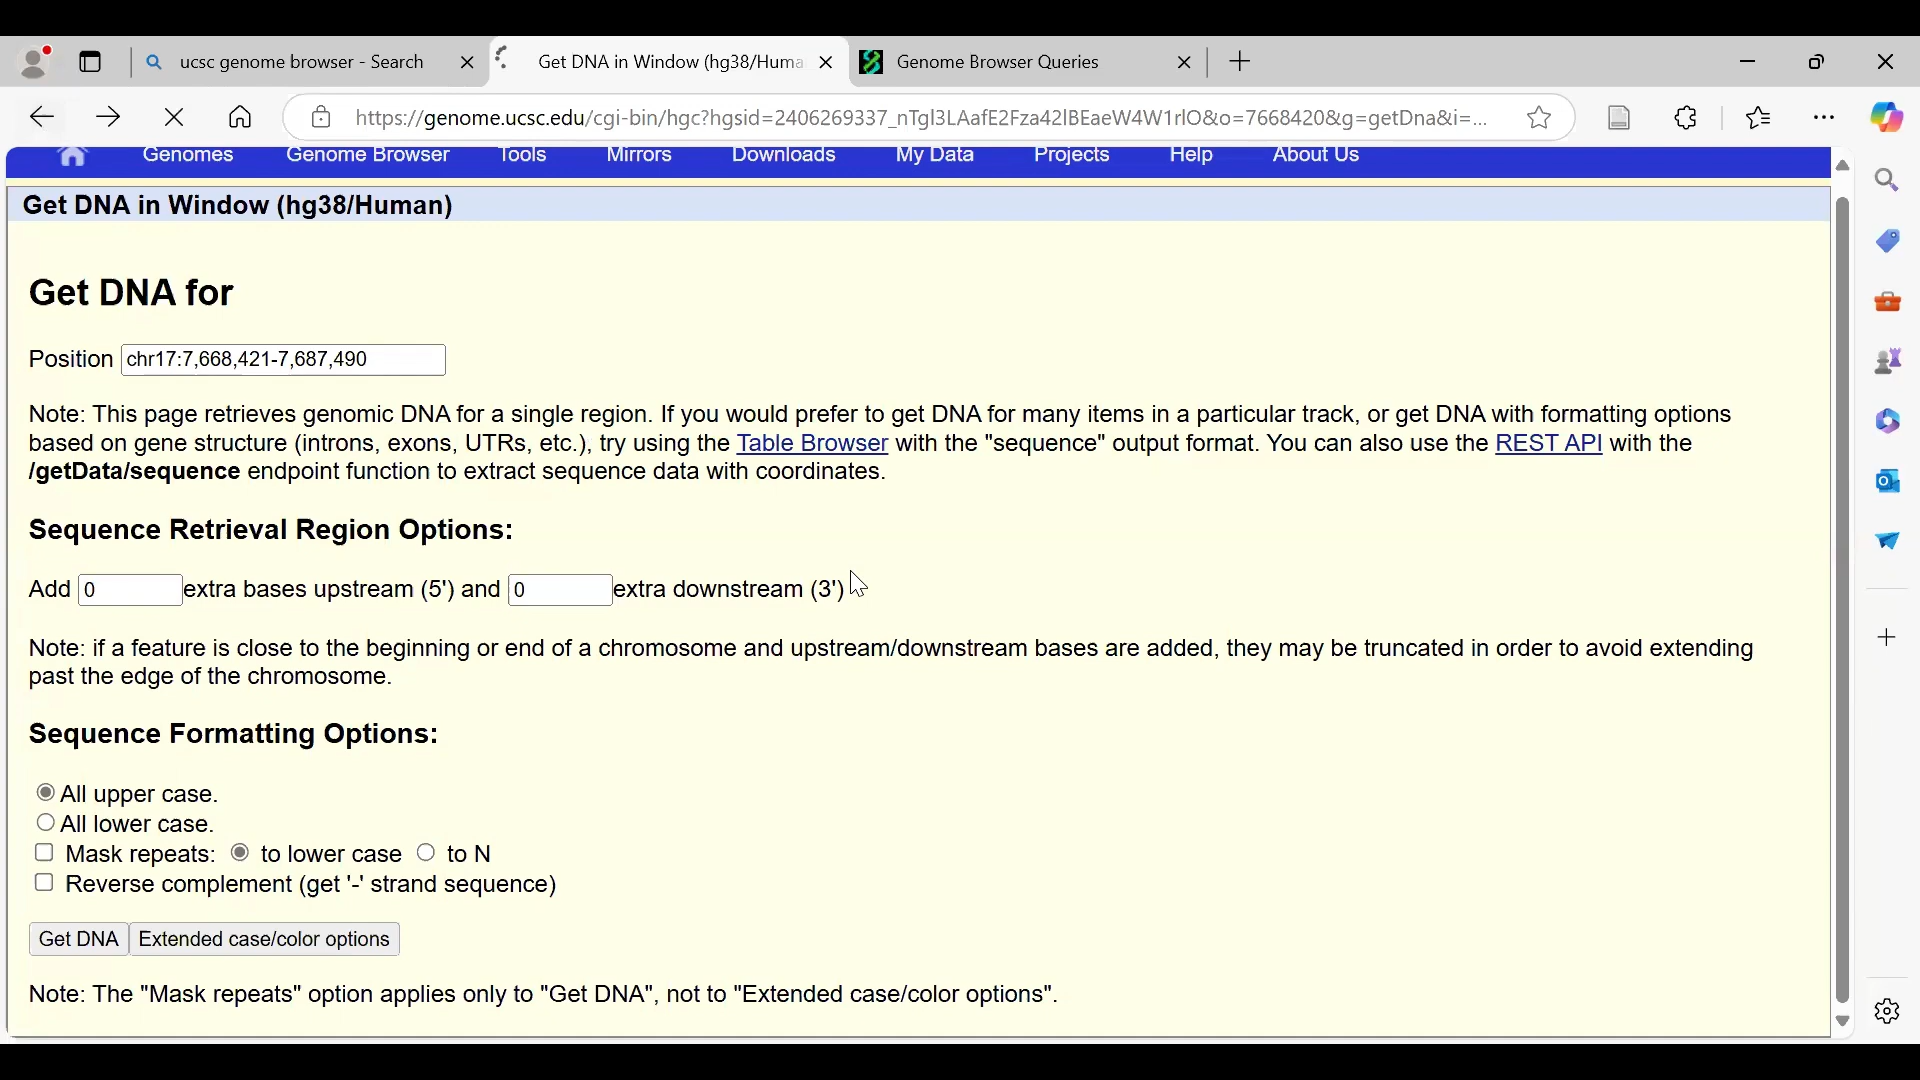 ucsc genome browser - Search
Get DNA in Window (hg38/Huma
Genome Browser Queries
https://genome.ucsc.edu/cgi-bin/hgc?hgsid=2406269337_nTgl3LAafE2Fza42lBEaeW4W1rlO&o=7668420&g=getDna&i=...
Genomes Genome Browser Tools Mirrors Downloads My Data Projects Help About Us
Get DNA in Window (hg38/Human)
Get DNA for
Position chr17:7,668,421-7,687,490
Note: This page retrieves genomic DNA for a single region. If you would prefer to get DNA for many items in a particular track, or get DNA with formatting options
based on gene structure (introns, exons, UTRs, etc.), try using the Table Browser with the "sequence" output format. You can also use the REST API with the
/getData/sequence endpoint function to extract sequence data with coordinates.
Sequence Retrieval Region Options:
Add 0 extra bases upstream (5') and 0 extra downstream (3')
Note: if a feature is close to the beginning or end of a chromosome and upstream/downstream bases are added, they may be truncated in order to avoid extending
past the edge of the chromosome.
Sequence Formatting Options:
All upper case.
All lower case.
Mask repeats: to lower case to N
Reverse complement (get '-' strand sequence)
Get DNA Extended case/color options
Note: The "Mask repeats" option applies only to "Get DNA", not to "Extended case/color options".